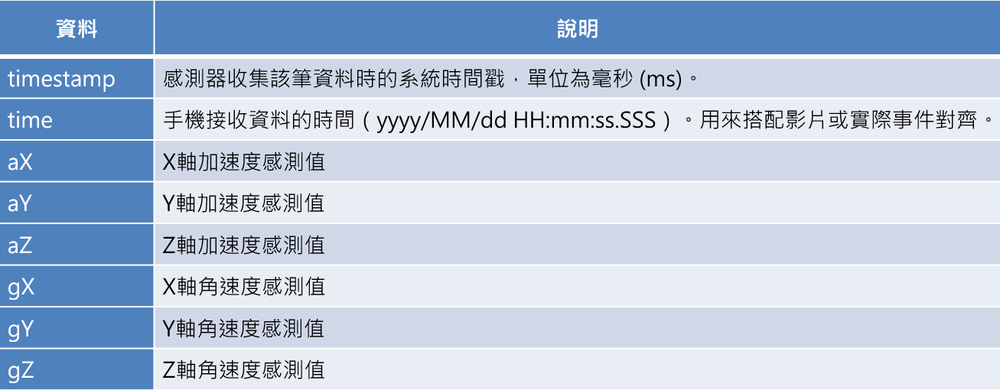 資料 說明
timestamp 感測器收集該筆資料時的系統時間戳，單位為毫秒 (ms)。
time 手機接收資料的時間（yyyy/MM/dd HH:mm:ss.SSS）。用來搭配影片或實際事件對齊。
aX X軸加速度感測值
aY Y軸加速度感測值
aZ Z軸加速度感測值
gX X軸角速度感測值
gY Y軸角速度感測值
gZ Z軸角速度感測值